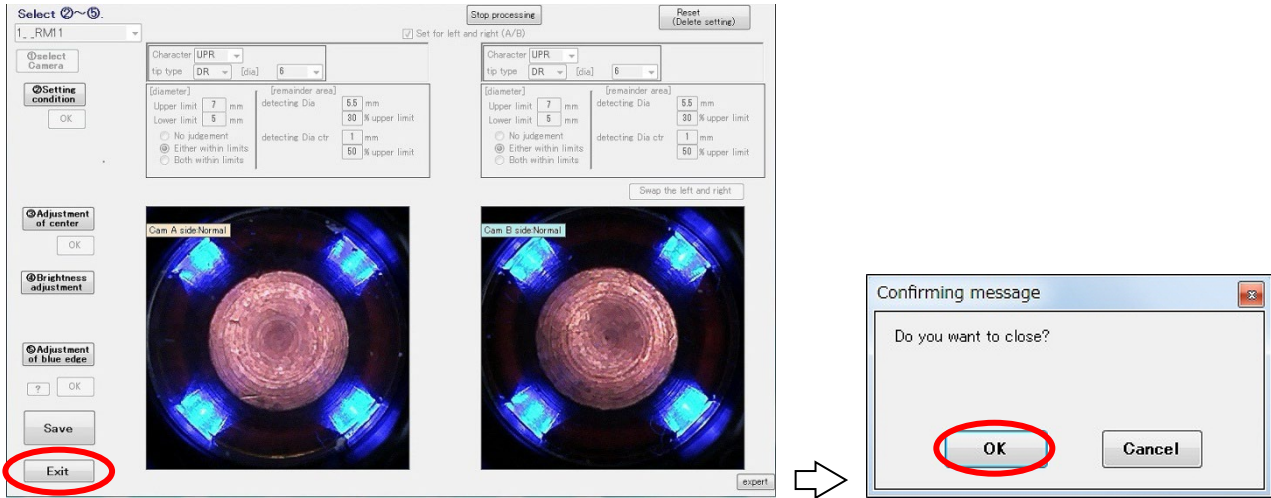 Select ②～⑤.
Stop processing
Reset
(Delete setting)
1__RM11
Set for left and right (A/B)
①select
Camera
②Setting
condition
OK
Character UPR
tip type DR [dia] 6
[diameter]
Upper limit 7 mm
Lower limit 5 mm
No judgement
Either within limits
Both within limits
[remainder area]
detecting Dia 5.5 mm
30 % upper limit
detecting Dia ctr 1 mm
50 % upper limit
Character UPR
tip type DR [dia] 6
[diameter]
Upper limit 7 mm
Lower limit 5 mm
No judgement
Either within limits
Both within limits
[remainder area]
detecting Dia 5.5 mm
30 % upper limit
detecting Dia ctr 1 mm
50 % upper limit
Swap the left and right
③Adjustment
of center
OK
④Brightness
adjustment
⑤Adjustment
of blue edge
? OK
Save
Exit
Cam A side:Normal
Cam B side:Normal
expert
Confirming message
Do you want to close?
OK
Cancel